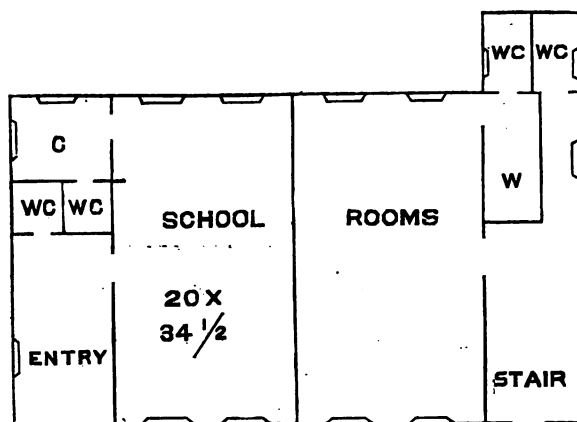 WC WC
C
WC WC
W
SCHOOL ROOMS
20 X
34 1/2
ENTRY
STAIR